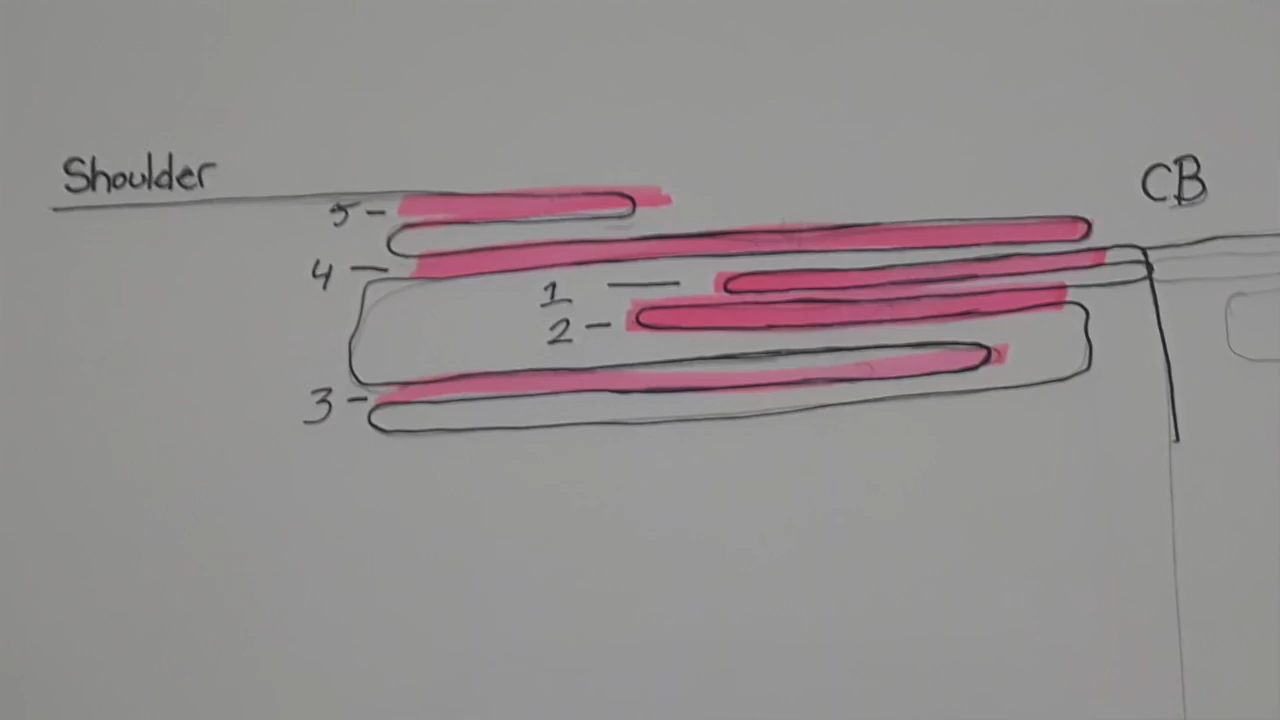 Shoulder
CB
5 -
4 -
1 —
2 -
3 -